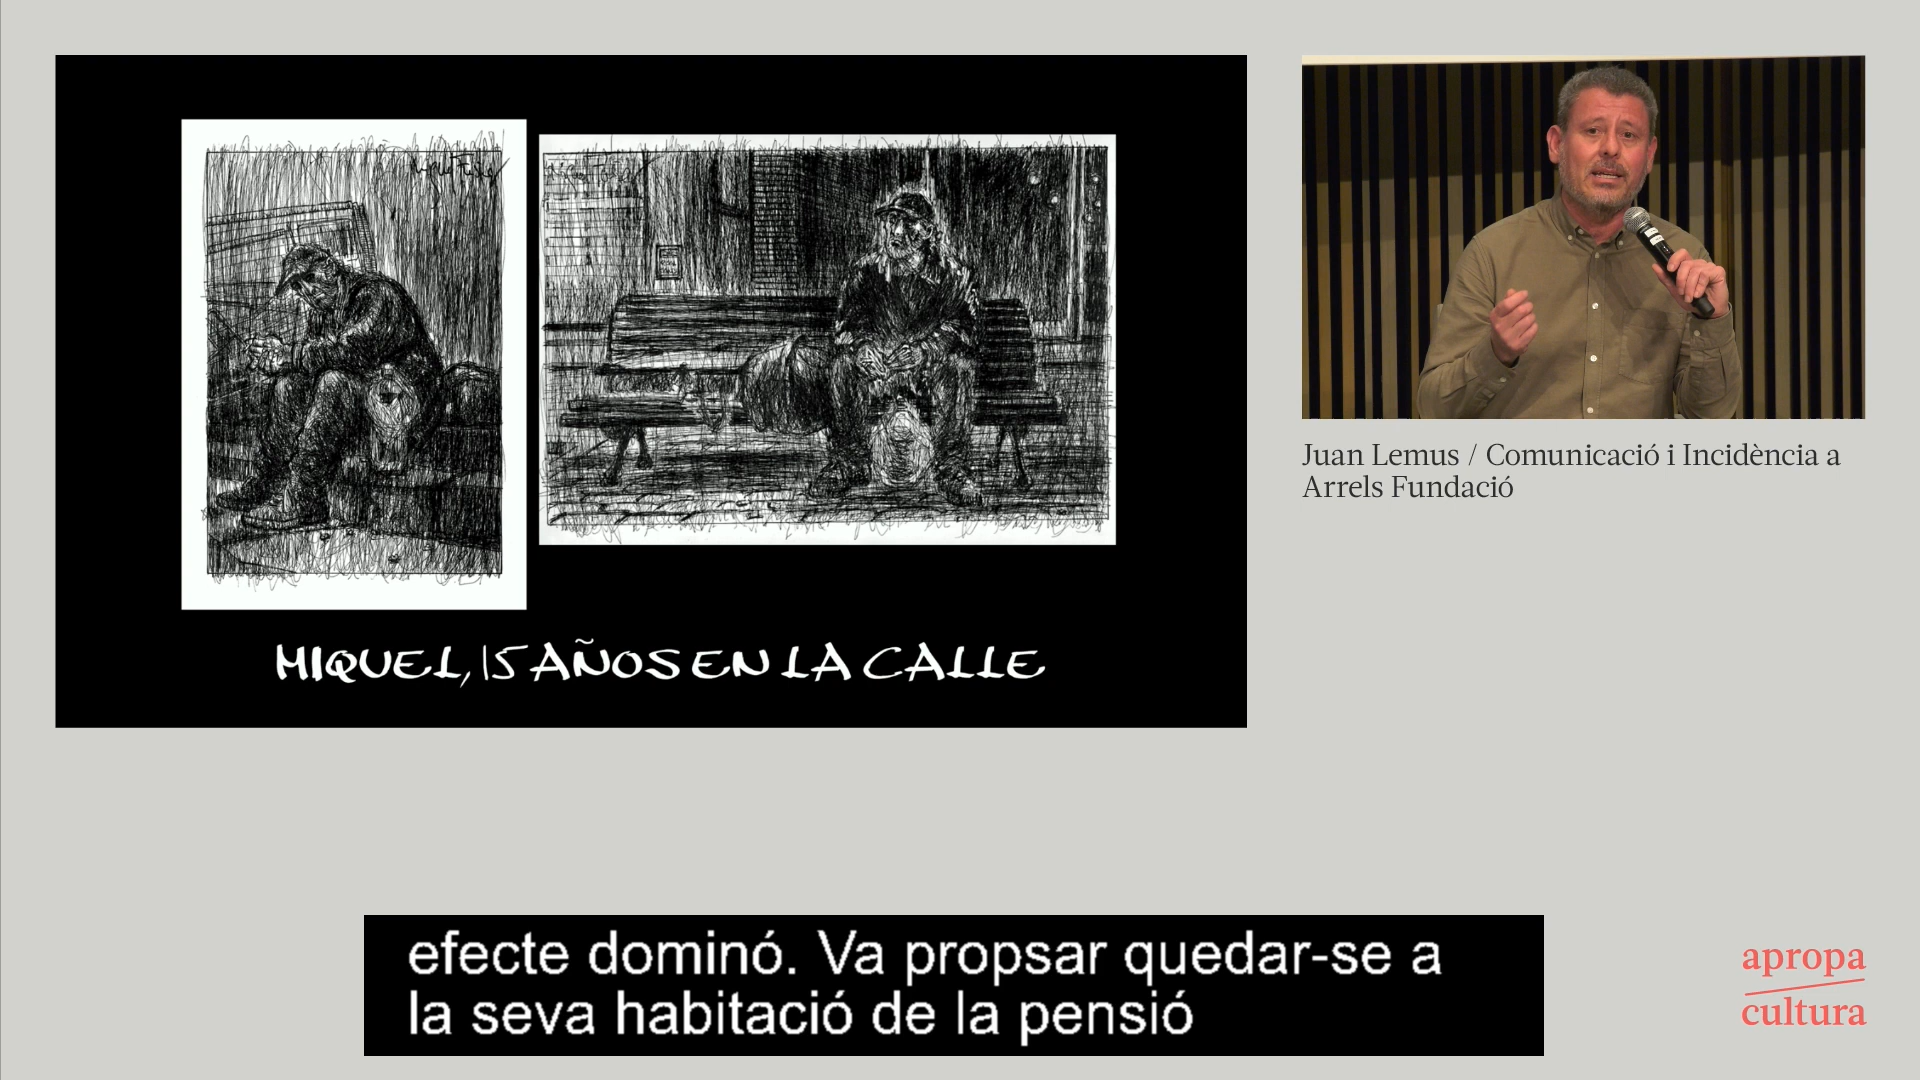 MIQUEL, 15 AÑOS EN LA CALLE
Juan Lemus / Comunicació i Incidència a
Arrels Fundació
efecte dominó. Va propsar quedar-se a
la seva habitació de la pensió
apropa
cultura